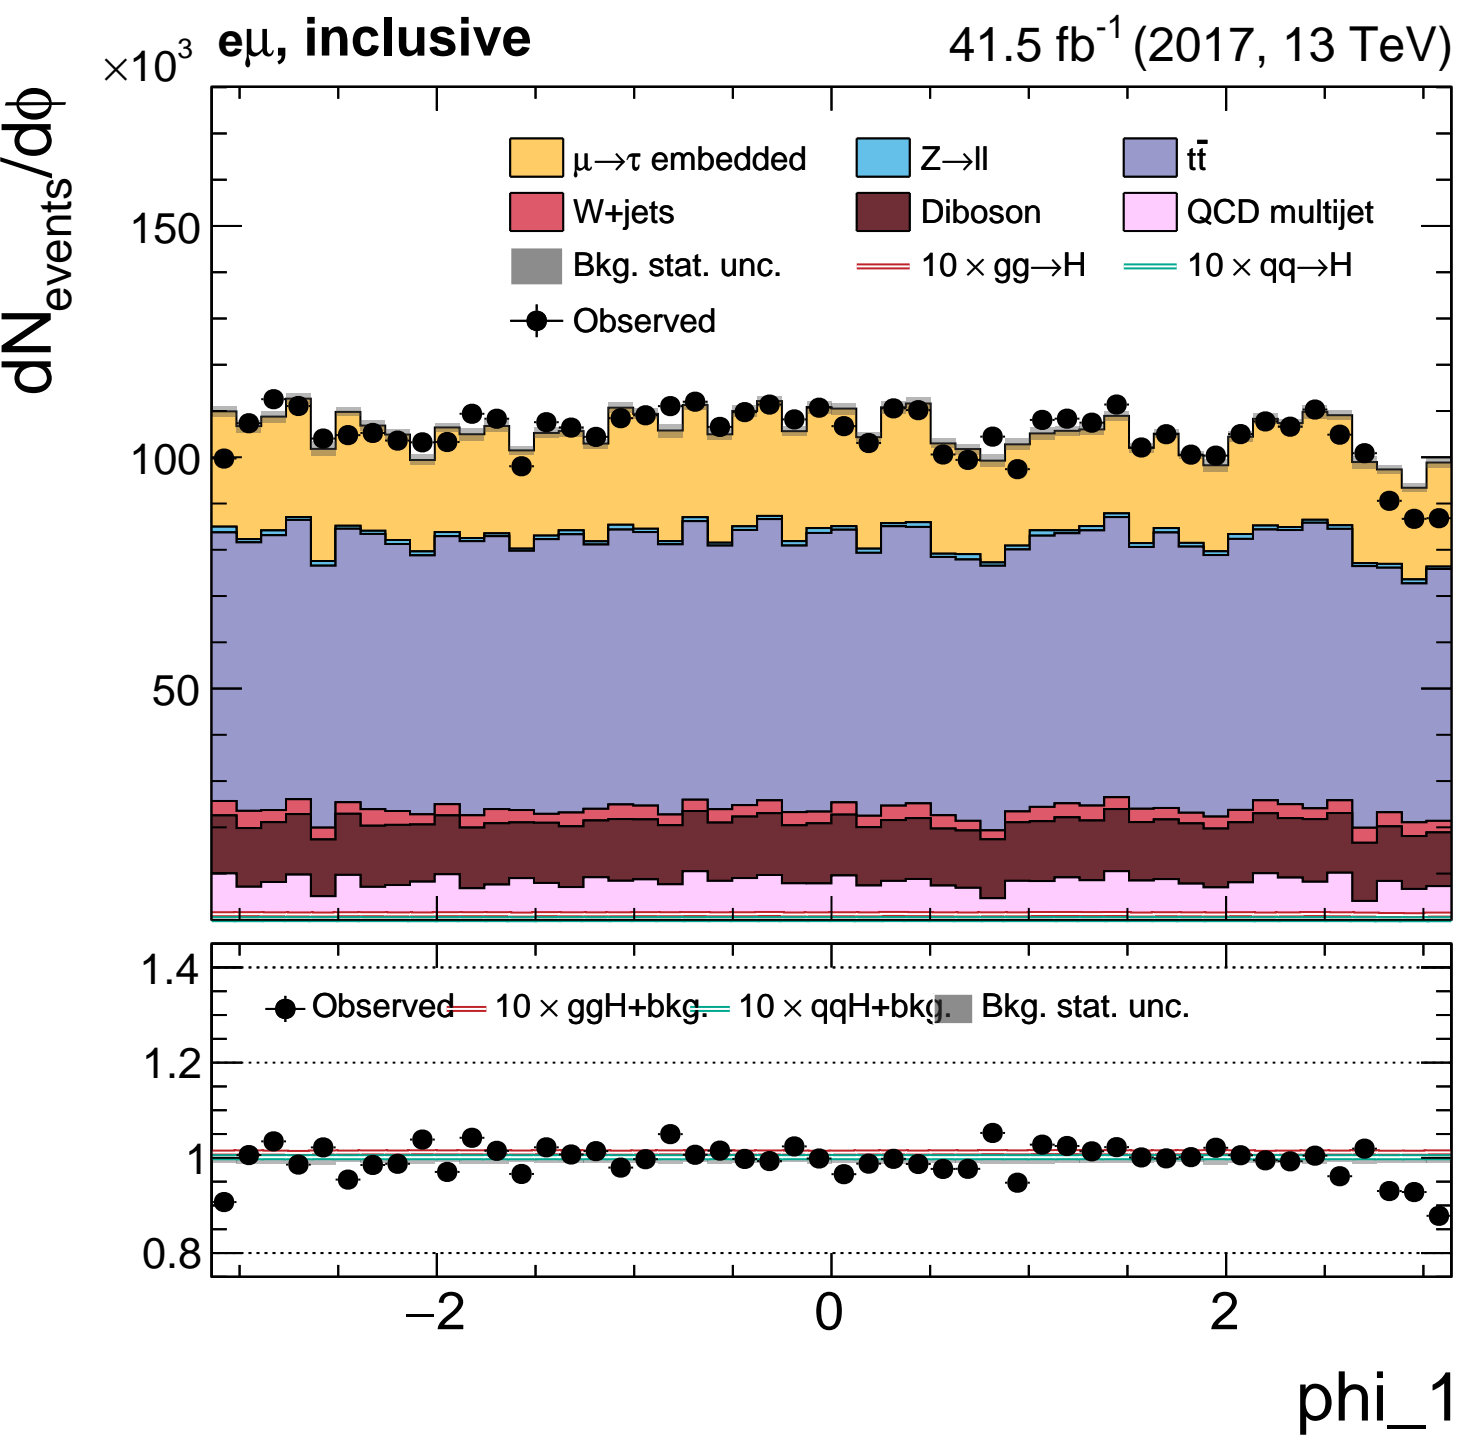 ×10³ eμ, inclusive 41.5 fb⁻¹ (2017, 13 TeV)
dN_events/dϕ
μ→τ embedded Z→ll tt̄
W+jets Diboson QCD multijet
Bkg. stat. unc. 10 × gg→H 10 × qq→H
Observed
150
100
50
1.4
Observed 10 × ggH+bkg. 10 × qqH+bkg. Bkg. stat. unc.
1.2
1
0.8
−2 0 2
phi_1